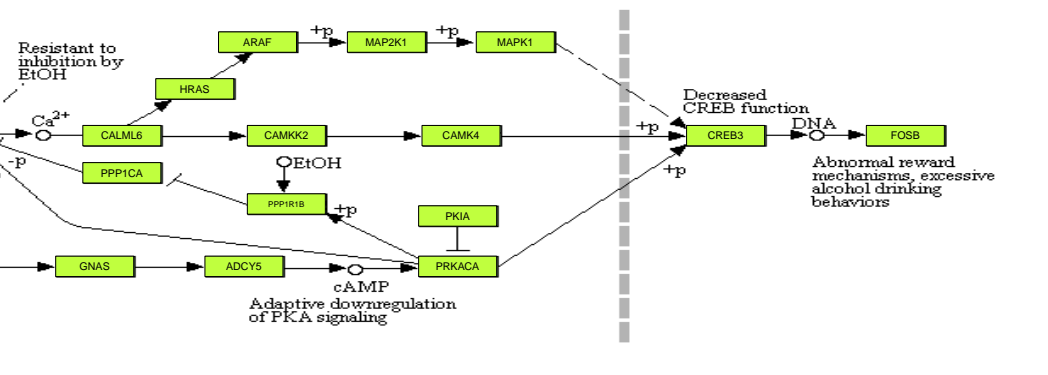 ARAF
+p
MAP2K1
+p
MAPK1
Resistant to
inhibition by
EtOH
HRAS
Decreased
CREB function
Ca2+
CALML6
CAMKK2
CAMK4
+p
CREB3
DNA
FOSB
-p
PPP1CA
EtOH
+p
Abnormal reward
mechanisms, excessive
alcohol drinking
behaviors
PPP1R1B
+p
PKIA
GNAS
ADCY5
PRKACA
cAMP
Adaptive downregulation
of PKA signaling